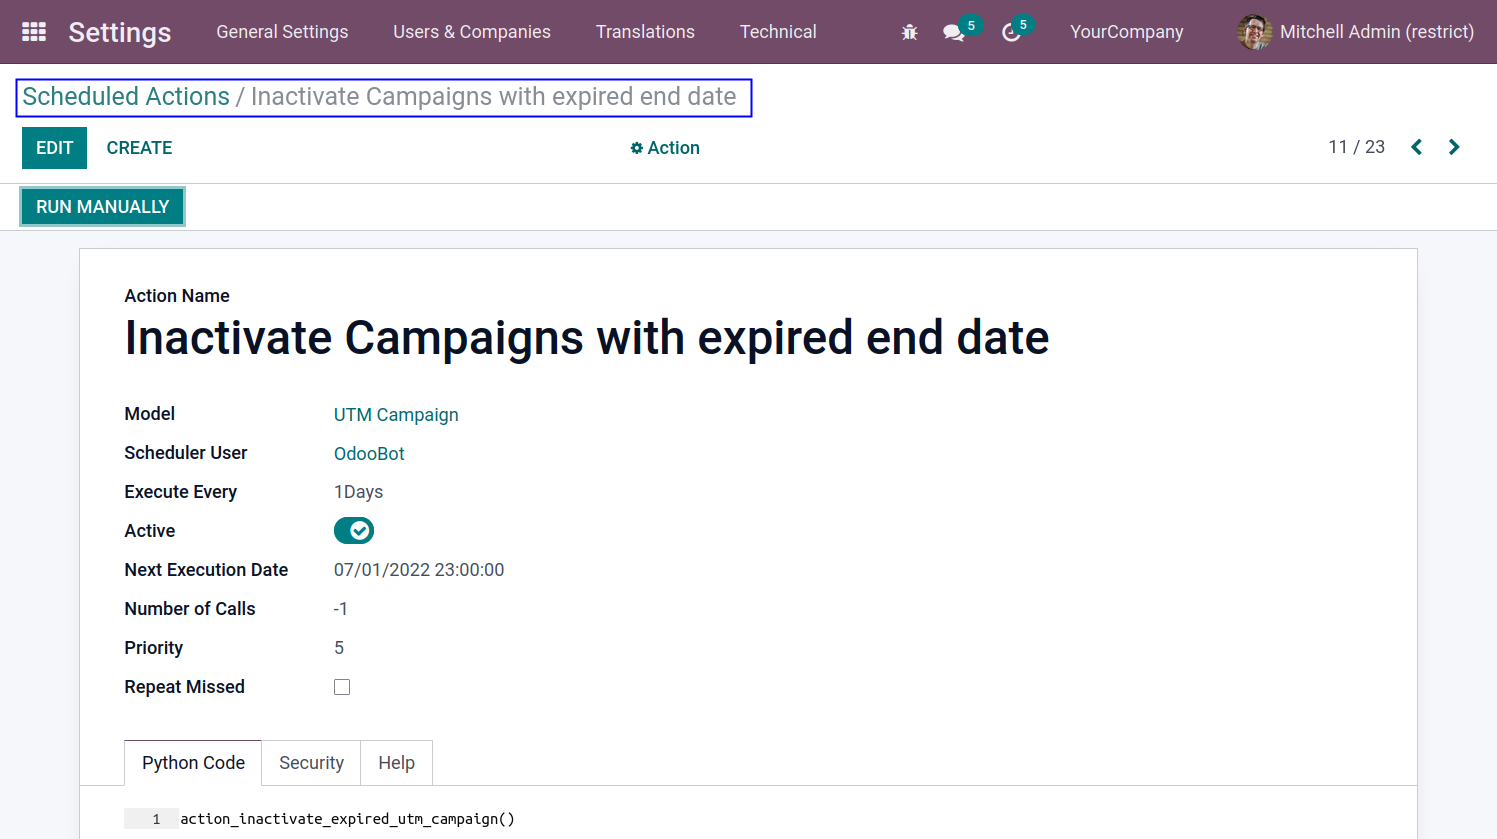 Settings General Settings Users & Companies Translations Technical 5 5 YourCompany Mitchell Admin (restrict)
Scheduled Actions / Inactivate Campaigns with expired end date
EDIT CREATE Action 11 / 23
RUN MANUALLY
Action Name
Inactivate Campaigns with expired end date
Model UTM Campaign
Scheduler User OdooBot
Execute Every 1Days
Active
Next Execution Date 07/01/2022 23:00:00
Number of Calls -1
Priority 5
Repeat Missed
Python Code Security Help
1 action_inactivate_expired_utm_campaign()